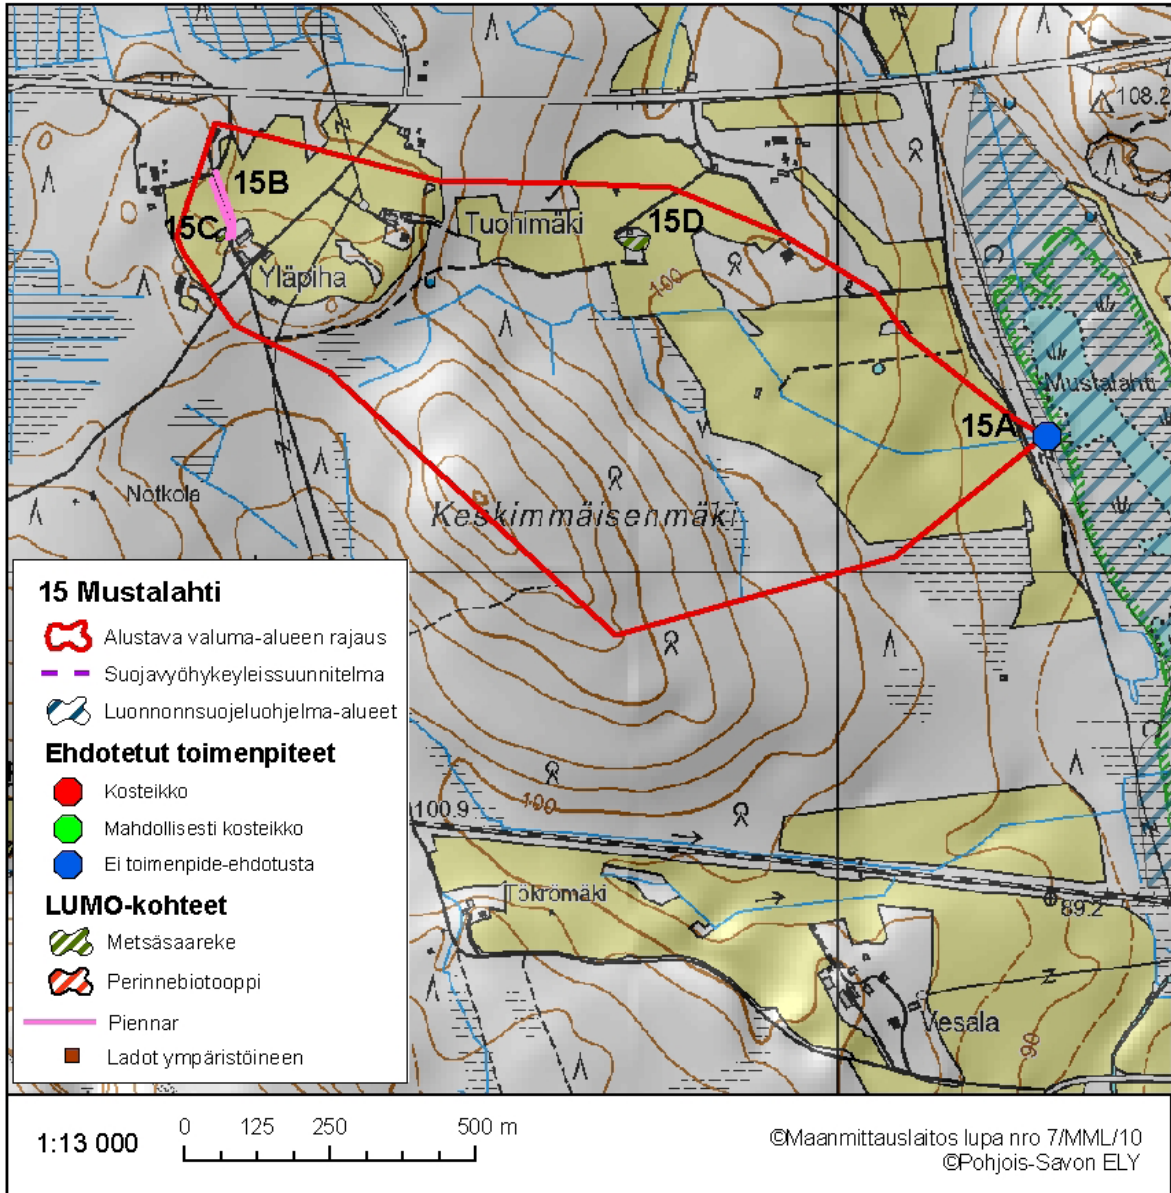 108.2
15B
15D
15C
Tuohimäki
Yläpiha
100
Mustalahti
15A
Notkola
Keskimmäisenmäki
15 Mustalahti
Alustava valuma-alueen rajaus
Suojavyöhykeyleissuunnitelma
Luonnonnsuojeluohjelma-alueet
Ehdotetut toimenpiteet
Kosteikko
Mahdollisesti kosteikko
Ei toimenpide-ehdotusta
LUMO-kohteet
Metsäsaareke
Perinnebiotooppi
Piennar
Ladot ympäristöineen
100
100.9
Tökrömäki
89.2
Vesala
90
1:13 000
0 125 250 500 m
©Maanmittauslaitos lupa nro 7/MML/10
©Pohjois-Savon ELY